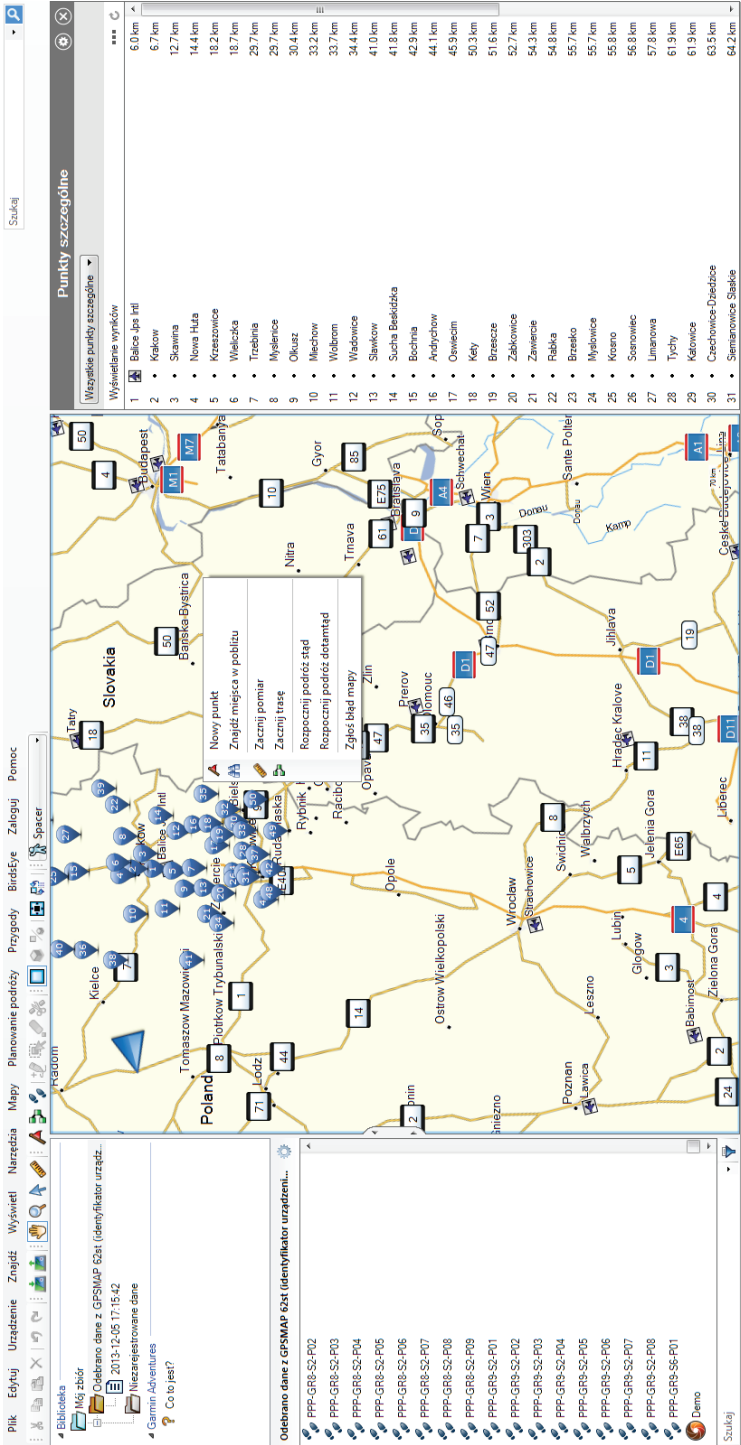 Plik Edytuj Urządzenie Znajdź Wyświetl Narzędzia Mapy Planowanie podróży Przygody BirdsEye Zaloguj Pomoc
Szukaj
Spacer
Biblioteka
Mój zbiór
Odebrano dane z GPSMAP 62st (identyfikator urządz...
2013-12-05 17:15:42
Niezarejestrowane dane
Garmin Adventures
? Co to jest?
Odebrano dane z GPSMAP 62st (identyfikator urządzeni...
PPP-GR8-S2-P02
PPP-GR8-S2-P03
PPP-GR8-S2-P04
PPP-GR8-S2-P05
PPP-GR8-S2-P06
PPP-GR8-S2-P07
PPP-GR8-S2-P08
PPP-GR8-S2-P09
PPP-GR9-S2-P01
PPP-GR9-S2-P02
PPP-GR9-S2-P03
PPP-GR9-S2-P04
PPP-GR9-S2-P05
PPP-GR9-S2-P06
PPP-GR9-S2-P07
PPP-GR9-S2-P08
PPP-GR9-S6-P01
Demo
Szukaj
Radom
Kielce
Tomaszow Mazowi
Piotrkow Trybunalski
Poland
Lodz
Ostrow Wielkopolski
onin
Gniezno
Poznan
Lawica
Leszno
Wroclaw
Strachowice
Opole
Lubin
Glogow
Babimost
Zielona Gora
Swidnic
Walbrzych
Jelenia Gora
Liberec
Hradec Kralove
Jihlava
Rybnik
Racibo
Ruda
Balice Intl
Tatry
Slovakia
Banska Bystrica
Opav
Prerov
lomouc
Zlin
rno
Nitra
Trnava
Bratislava
Gyor
Tatabanya
Budapest
Sop
Schwechat
Wien
Sankt Polten
Donau
Donau
Kamp
Ceske Budejovice
70 km
Nowy punkt
Znajdź miejsca w pobliżu
Zacznij pomiar
Zacznij trasę
Rozpocznij podróż stąd
Rozpocznij podróż dotamtąd
Zgłoś błąd mapy
Punkty szczególne
Wszystkie punkty szczególne
Wyświetlanie wyników
1 Balice Jps Intl 6.0 km
2 Krakow 6.7 km
3 Skawina 12.7 km
4 Nowa Huta 14.4 km
5 Krzeszowice 18.2 km
6 Wieliczka 18.7 km
7 Trzebinia 29.7 km
8 Myslenice 29.7 km
9 Olkusz 30.4 km
10 Miechow 33.2 km
11 Wolbrom 33.7 km
12 Wadowice 34.4 km
13 Slawkow 41.0 km
14 Sucha Beskidzka 41.8 km
15 Bochnia 42.9 km
16 Andrychow 44.1 km
17 Oswiecim 45.9 km
18 Kety 50.3 km
19 Brzescze 51.6 km
20 Zabkowice 52.7 km
21 Zawiercie 54.3 km
22 Rabka 54.8 km
23 Brzesko 55.7 km
24 Myslowice 55.7 km
25 Krosno 55.8 km
26 Sosnowiec 56.8 km
27 Limanowa 57.8 km
28 Tychy 61.9 km
29 Katowice 61.9 km
30 Czechowice-Dziedzice 63.5 km
31 Siemianowice Slaskie 64.2 km